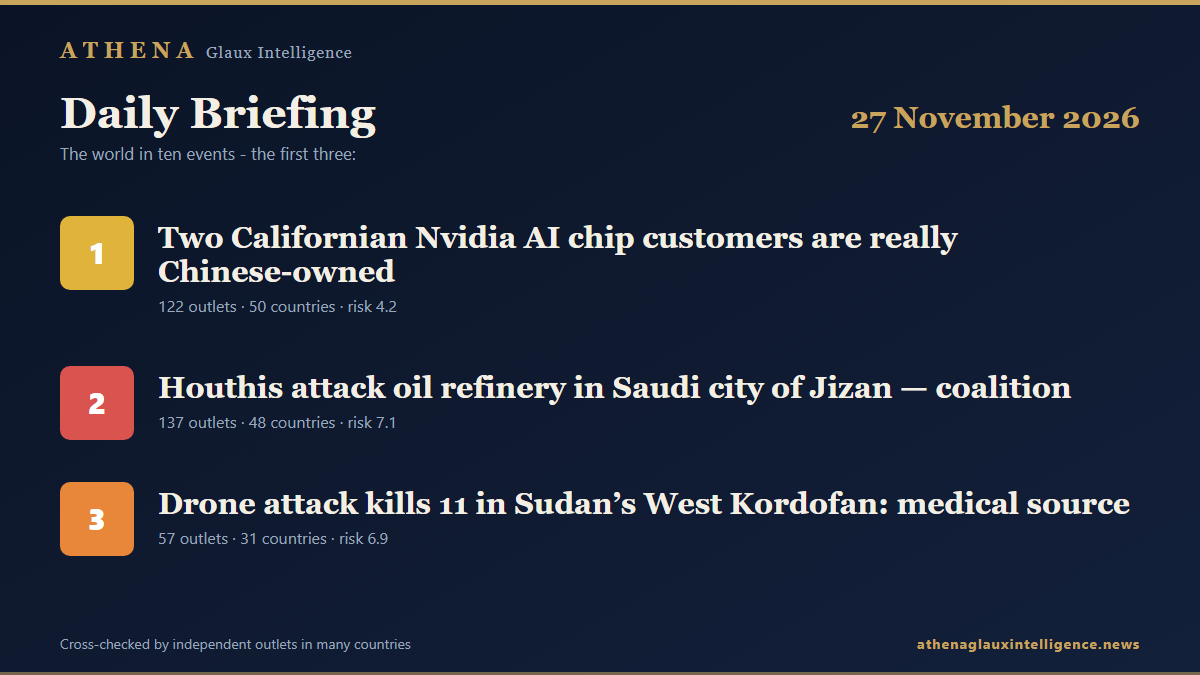 ATHENA Glaux Intelligence
Daily Briefing
27 November 2026
The world in ten events - the first three:
1
Two Californian Nvidia AI chip customers are really
Chinese-owned
122 outlets · 50 countries · risk 4.2
2
Houthis attack oil refinery in Saudi city of Jizan — coalition
137 outlets · 48 countries · risk 7.1
3
Drone attack kills 11 in Sudan’s West Kordofan: medical source
57 outlets · 31 countries · risk 6.9
Cross-checked by independent outlets in many countries
athenaglauxintelligence.news